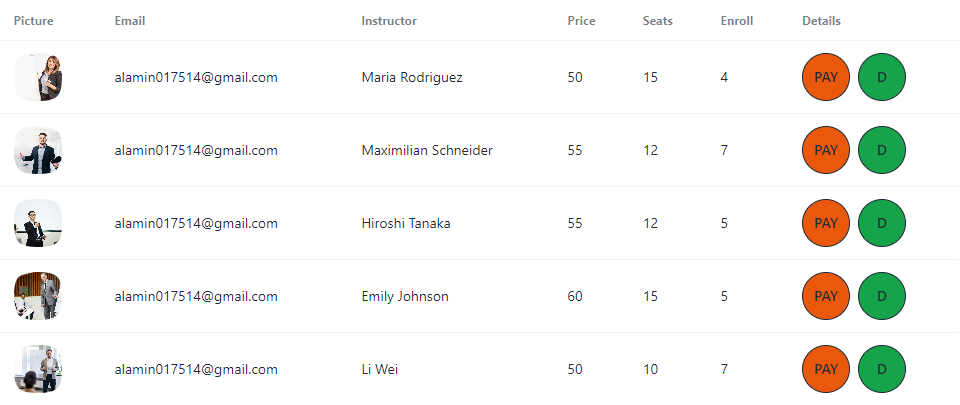 Picture Email Instructor Price Seats Enroll Details
alamin017514@gmail.com Maria Rodriguez 50 15 4 PAY D
alamin017514@gmail.com Maximilian Schneider 55 12 7 PAY D
alamin017514@gmail.com Hiroshi Tanaka 55 12 5 PAY D
alamin017514@gmail.com Emily Johnson 60 15 5 PAY D
alamin017514@gmail.com Li Wei 50 10 7 PAY D